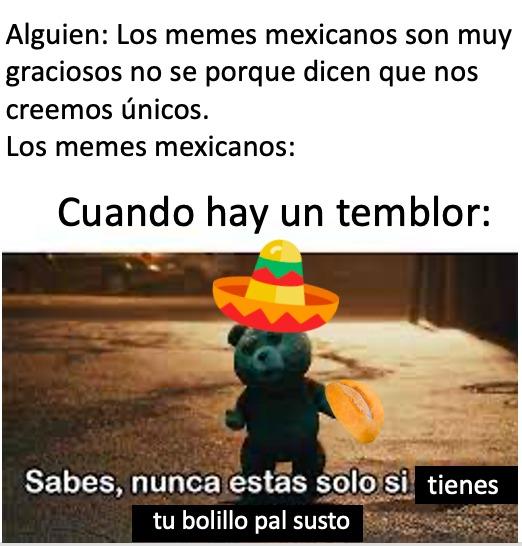 Alguien: Los memes mexicanos son muy
graciosos no se porque dicen que nos
creemos únicos.
Los memes mexicanos:
Cuando hay un temblor:
Sabes, nunca estas solo si tienes
tu bolillo pal susto